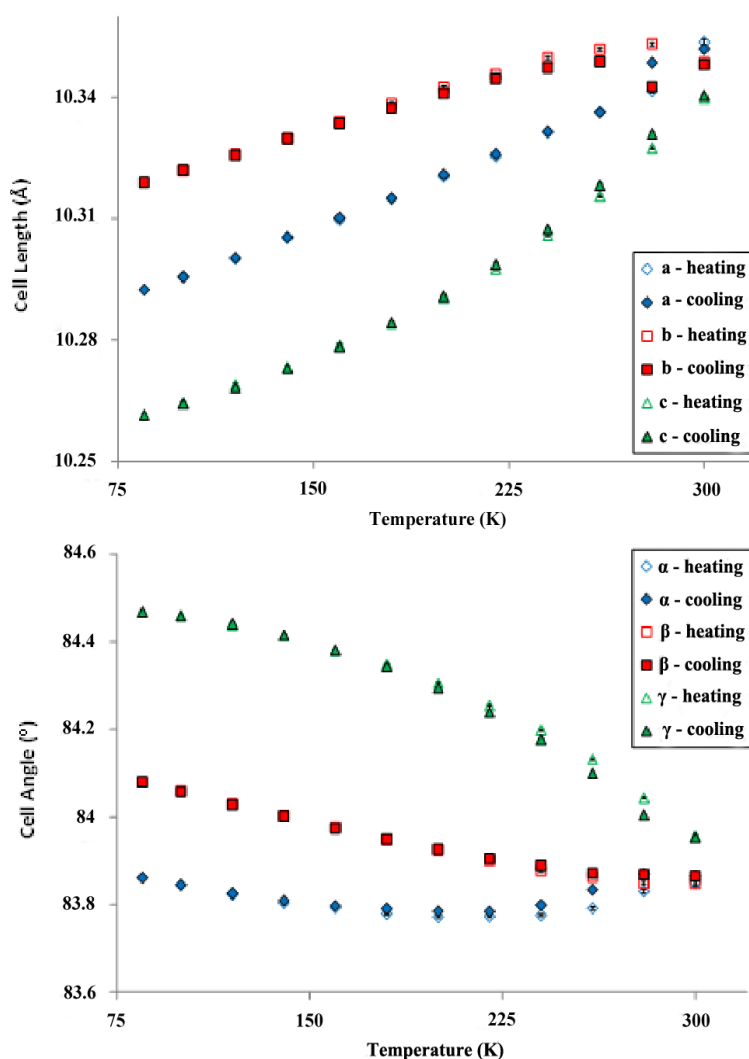 Cell Length (Å)
10.34
10.31
10.28
10.25
75
150
225
300
Temperature (K)
a - heating
a - cooling
b - heating
b - cooling
c - heating
c - cooling
Cell Angle (°)
84.6
84.4
84.2
84
83.8
83.6
75
150
225
300
Temperature (K)
α - heating
α - cooling
β - heating
β - cooling
γ - heating
γ - cooling